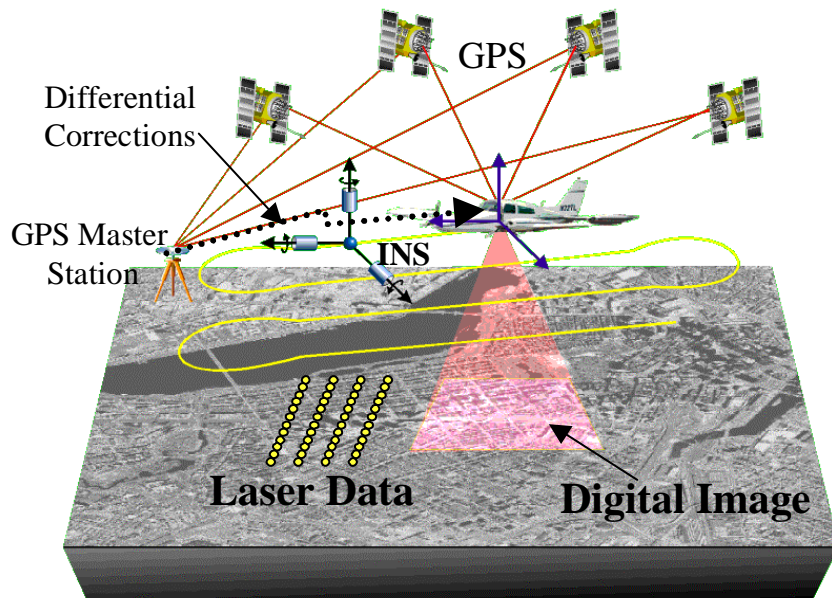 GPS
Differential
Corrections
GPS Master
Station
INS
Laser Data
Digital Image